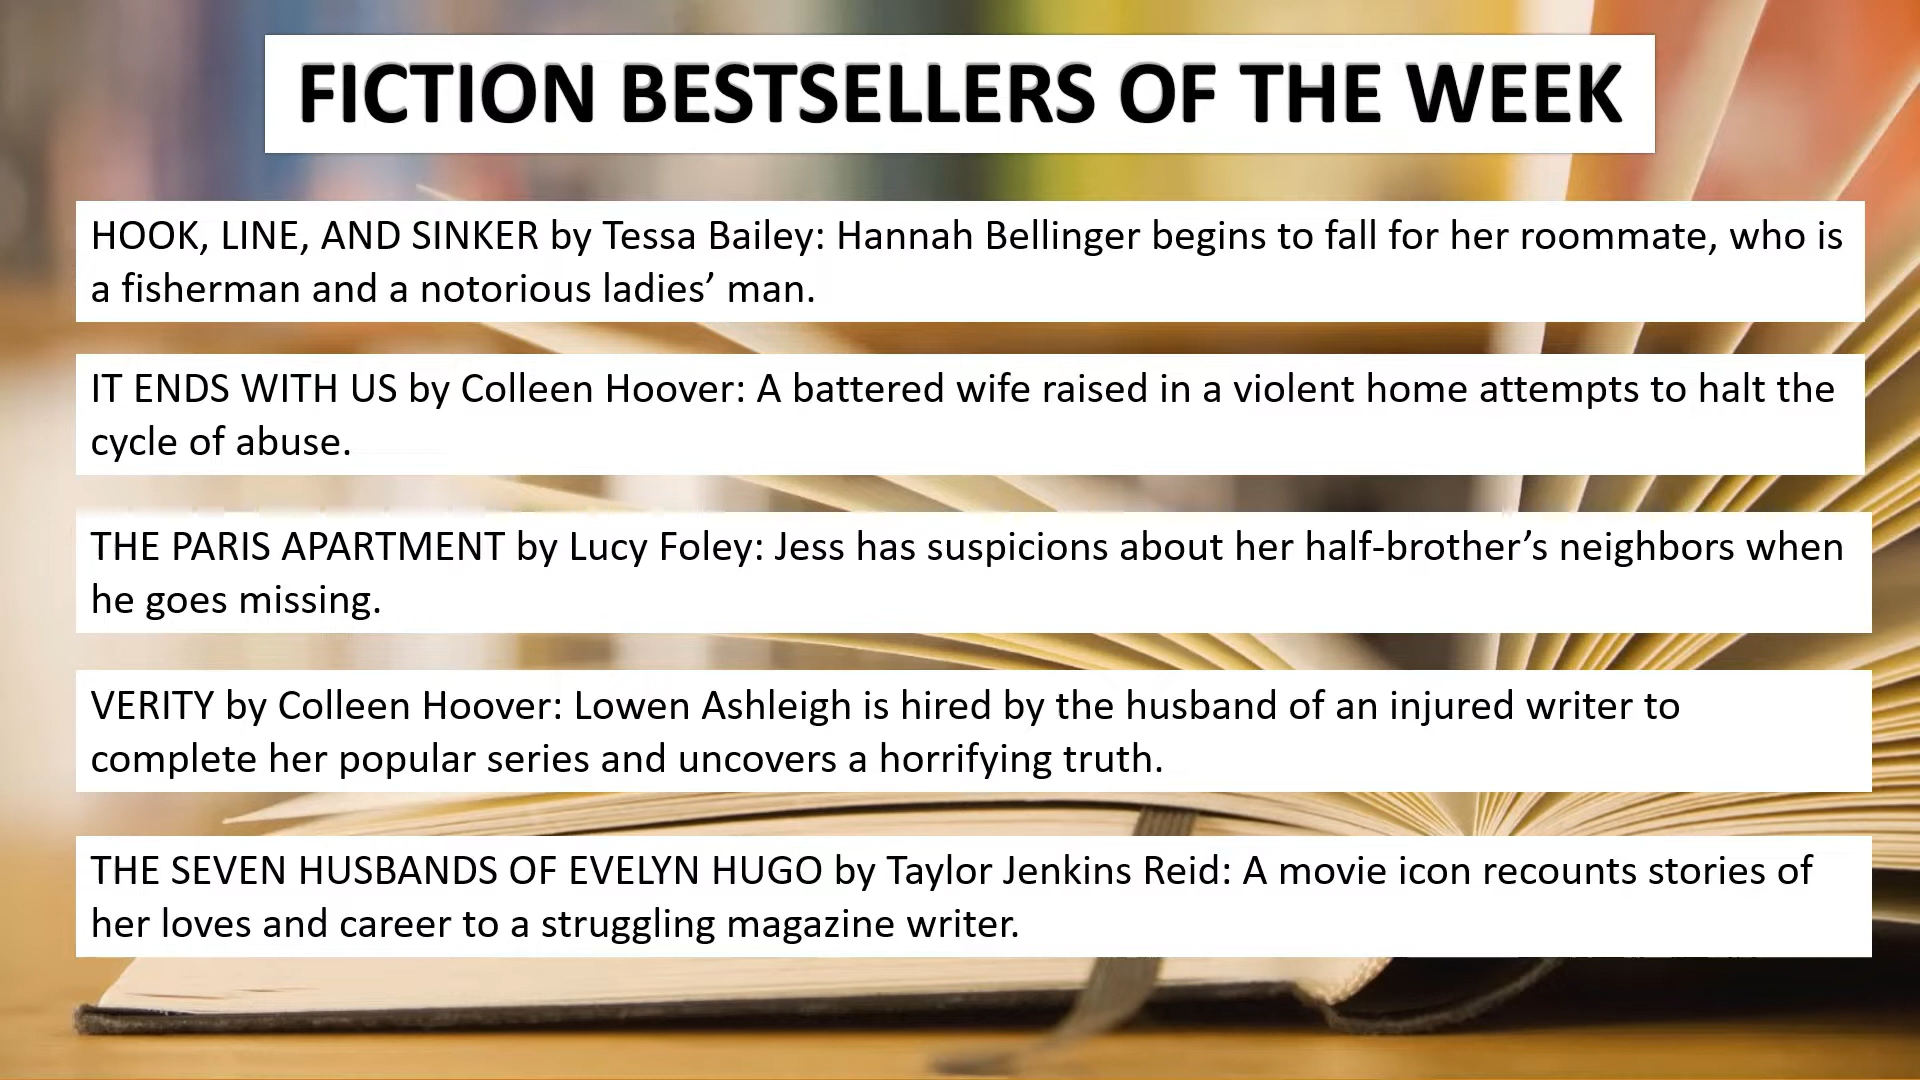 FICTION BESTSELLERS OF THE WEEK
HOOK, LINE, AND SINKER by Tessa Bailey: Hannah Bellinger begins to fall for her roommate, who is
a fisherman and a notorious ladies’ man.
IT ENDS WITH US by Colleen Hoover: A battered wife raised in a violent home attempts to halt the
cycle of abuse.
THE PARIS APARTMENT by Lucy Foley: Jess has suspicions about her half-brother’s neighbors when
he goes missing.
VERITY by Colleen Hoover: Lowen Ashleigh is hired by the husband of an injured writer to
complete her popular series and uncovers a horrifying truth.
THE SEVEN HUSBANDS OF EVELYN HUGO by Taylor Jenkins Reid: A movie icon recounts stories of
her loves and career to a struggling magazine writer.